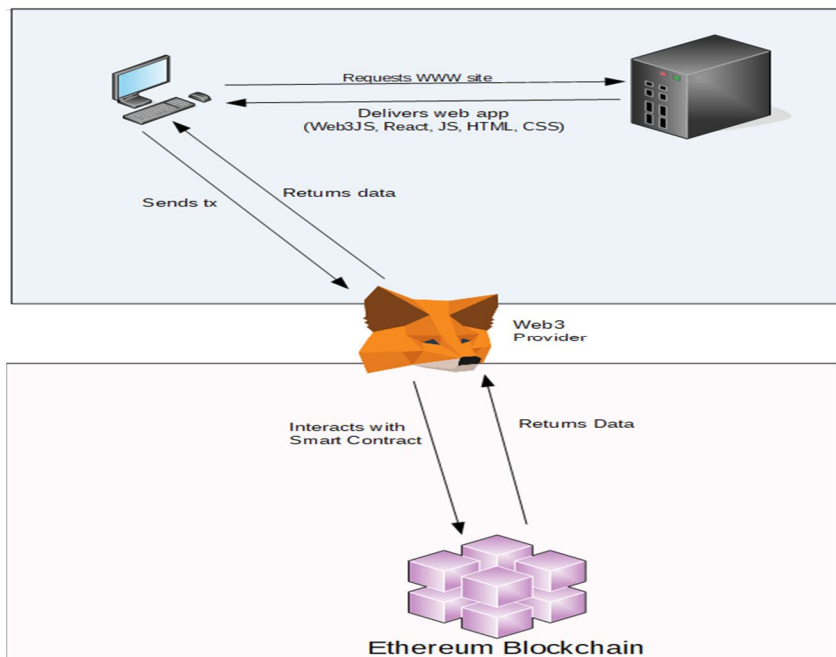 Requests WWW site
Delivers web app
(Web3JS, React, JS, HTML, CSS)
Returns data
Sends tx
Web3
Provider
Interacts with
Smart Contract
Returns Data
Ethereum Blockchain